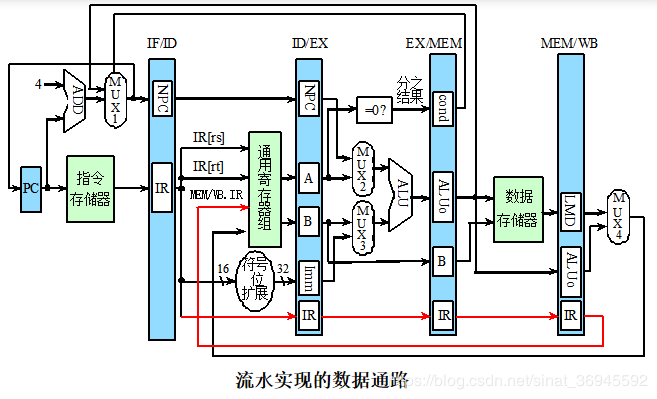 IF/ID
ID/EX
EX/MEM
MEM/WB
4
ADD
MUX1
NPC
NPC
=0?
分之
结果
cond
PC
指令
存储器
IR
IR[rs]
IR[rt]
MEM/WB.IR
通用寄存器组
A
B
MUX2
MUX3
ALU
ALUo
数据
存储器
LMD
MUX4
16
符号
位
扩展
32
Imm
B
ALUo
IR
IR
IR
流水实现的数据通路
https://blog.csdn.net/sinat_36945592